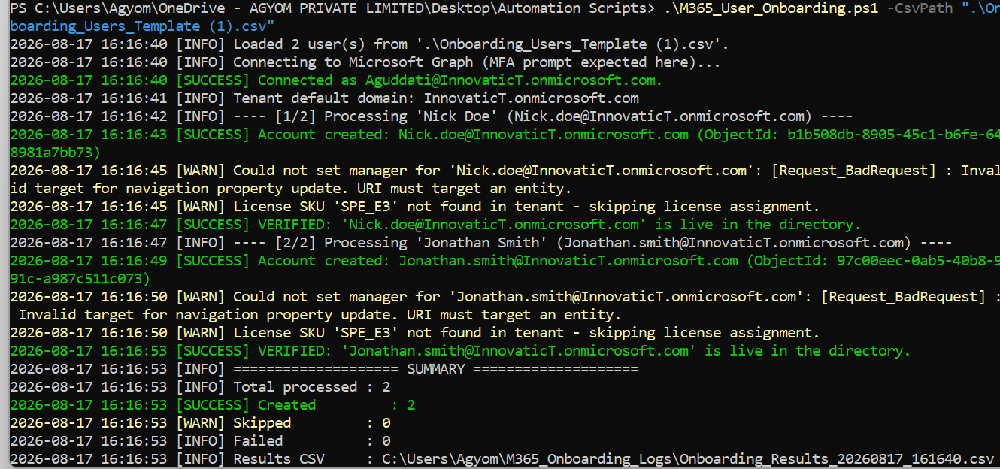 PS C:\Users\Agyom\OneDrive - AGYOM PRIVATE LIMITED\Desktop\Automation Scripts> .\M365_User_Onboarding.ps1 -CsvPath ".\On
boarding_Users_Template (1).csv"
2026-08-17 16:16:40 [INFO] Loaded 2 user(s) from '.\Onboarding_Users_Template (1).csv'.
2026-08-17 16:16:40 [INFO] Connecting to Microsoft Graph (MFA prompt expected here)...
2026-08-17 16:16:40 [SUCCESS] Connected as Aguddati@InnovaticT.onmicrosoft.com.
2026-08-17 16:16:41 [INFO] Tenant default domain: InnovaticT.onmicrosoft.com
2026-08-17 16:16:42 [INFO] ---- [1/2] Processing 'Nick Doe' (Nick.doe@InnovaticT.onmicrosoft.com) ----
2026-08-17 16:16:43 [SUCCESS] Account created: Nick.doe@InnovaticT.onmicrosoft.com (ObjectId: b1b508db-8905-45c1-b6fe-64
8981a7bb73)
2026-08-17 16:16:45 [WARN] Could not set manager for 'Nick.doe@InnovaticT.onmicrosoft.com': [Request_BadRequest] : Inval
id target for navigation property update. URI must target an entity.
2026-08-17 16:16:45 [WARN] License SKU 'SPE_E3' not found in tenant - skipping license assignment.
2026-08-17 16:16:47 [SUCCESS] VERIFIED: 'Nick.doe@InnovaticT.onmicrosoft.com' is live in the directory.
2026-08-17 16:16:47 [INFO] ---- [2/2] Processing 'Jonathan Smith' (Jonathan.smith@InnovaticT.onmicrosoft.com) ----
2026-08-17 16:16:49 [SUCCESS] Account created: Jonathan.smith@InnovaticT.onmicrosoft.com (ObjectId: 97c00eec-0ab5-40b8-9
91c-a987c511c073)
2026-08-17 16:16:50 [WARN] Could not set manager for 'Jonathan.smith@InnovaticT.onmicrosoft.com': [Request_BadRequest] :
 Invalid target for navigation property update. URI must target an entity.
2026-08-17 16:16:50 [WARN] License SKU 'SPE_E3' not found in tenant - skipping license assignment.
2026-08-17 16:16:53 [SUCCESS] VERIFIED: 'Jonathan.smith@InnovaticT.onmicrosoft.com' is live in the directory.
2026-08-17 16:16:53 [INFO] ==================== SUMMARY ====================
2026-08-17 16:16:53 [INFO] Total processed : 2
2026-08-17 16:16:53 [SUCCESS] Created         : 2
2026-08-17 16:16:53 [WARN] Skipped         : 0
2026-08-17 16:16:53 [INFO] Failed          : 0
2026-08-17 16:16:53 [INFO] Results CSV     : C:\Users\Agyom\M365_Onboarding_Logs\Onboarding_Results_20260817_161640.csv